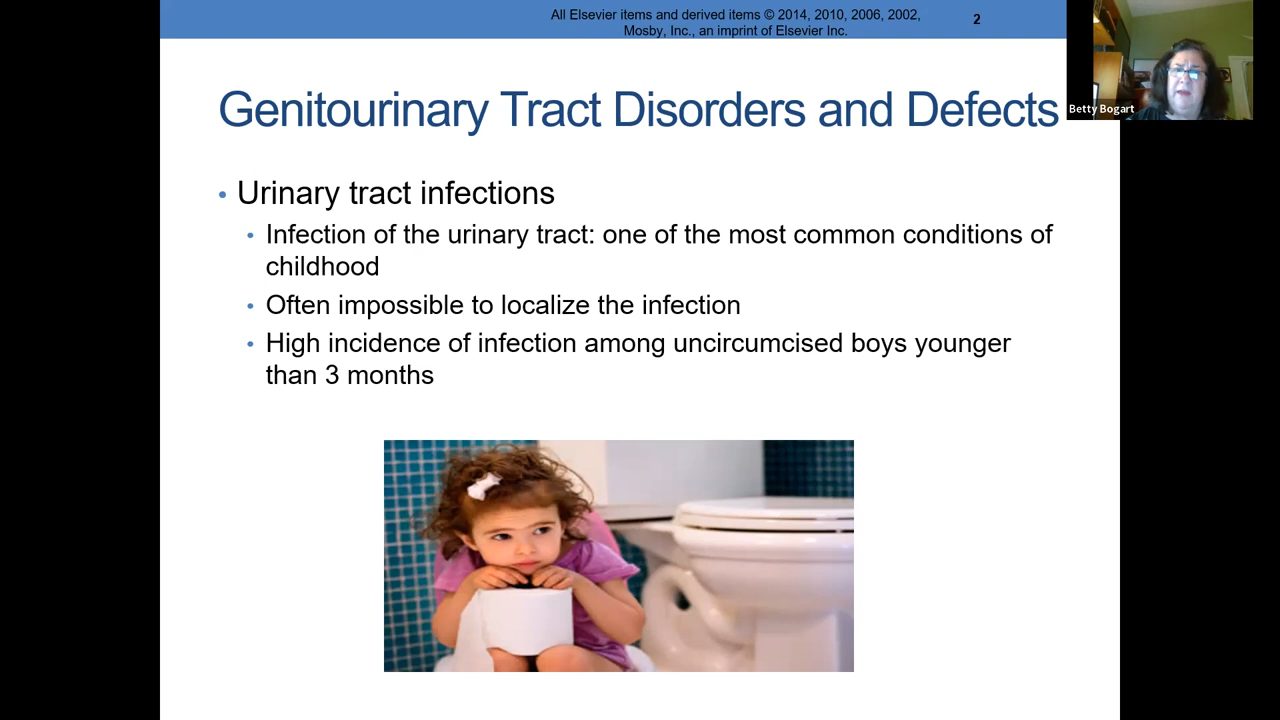 All Elsevier items and derived items © 2014, 2010, 2006, 2002,
Mosby, Inc., an imprint of Elsevier Inc.
2
Betty Bogart
Genitourinary Tract Disorders and Defects
• Urinary tract infections
• Infection of the urinary tract: one of the most common conditions of
childhood
• Often impossible to localize the infection
• High incidence of infection among uncircumcised boys younger
than 3 months